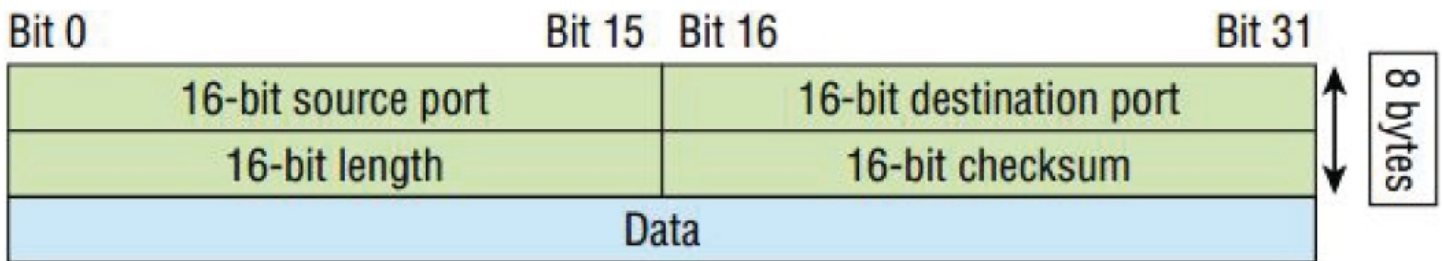 Bit 0 Bit 15 Bit 16 Bit 31
16-bit source port 16-bit destination port
16-bit length 16-bit checksum
Data
8 bytes